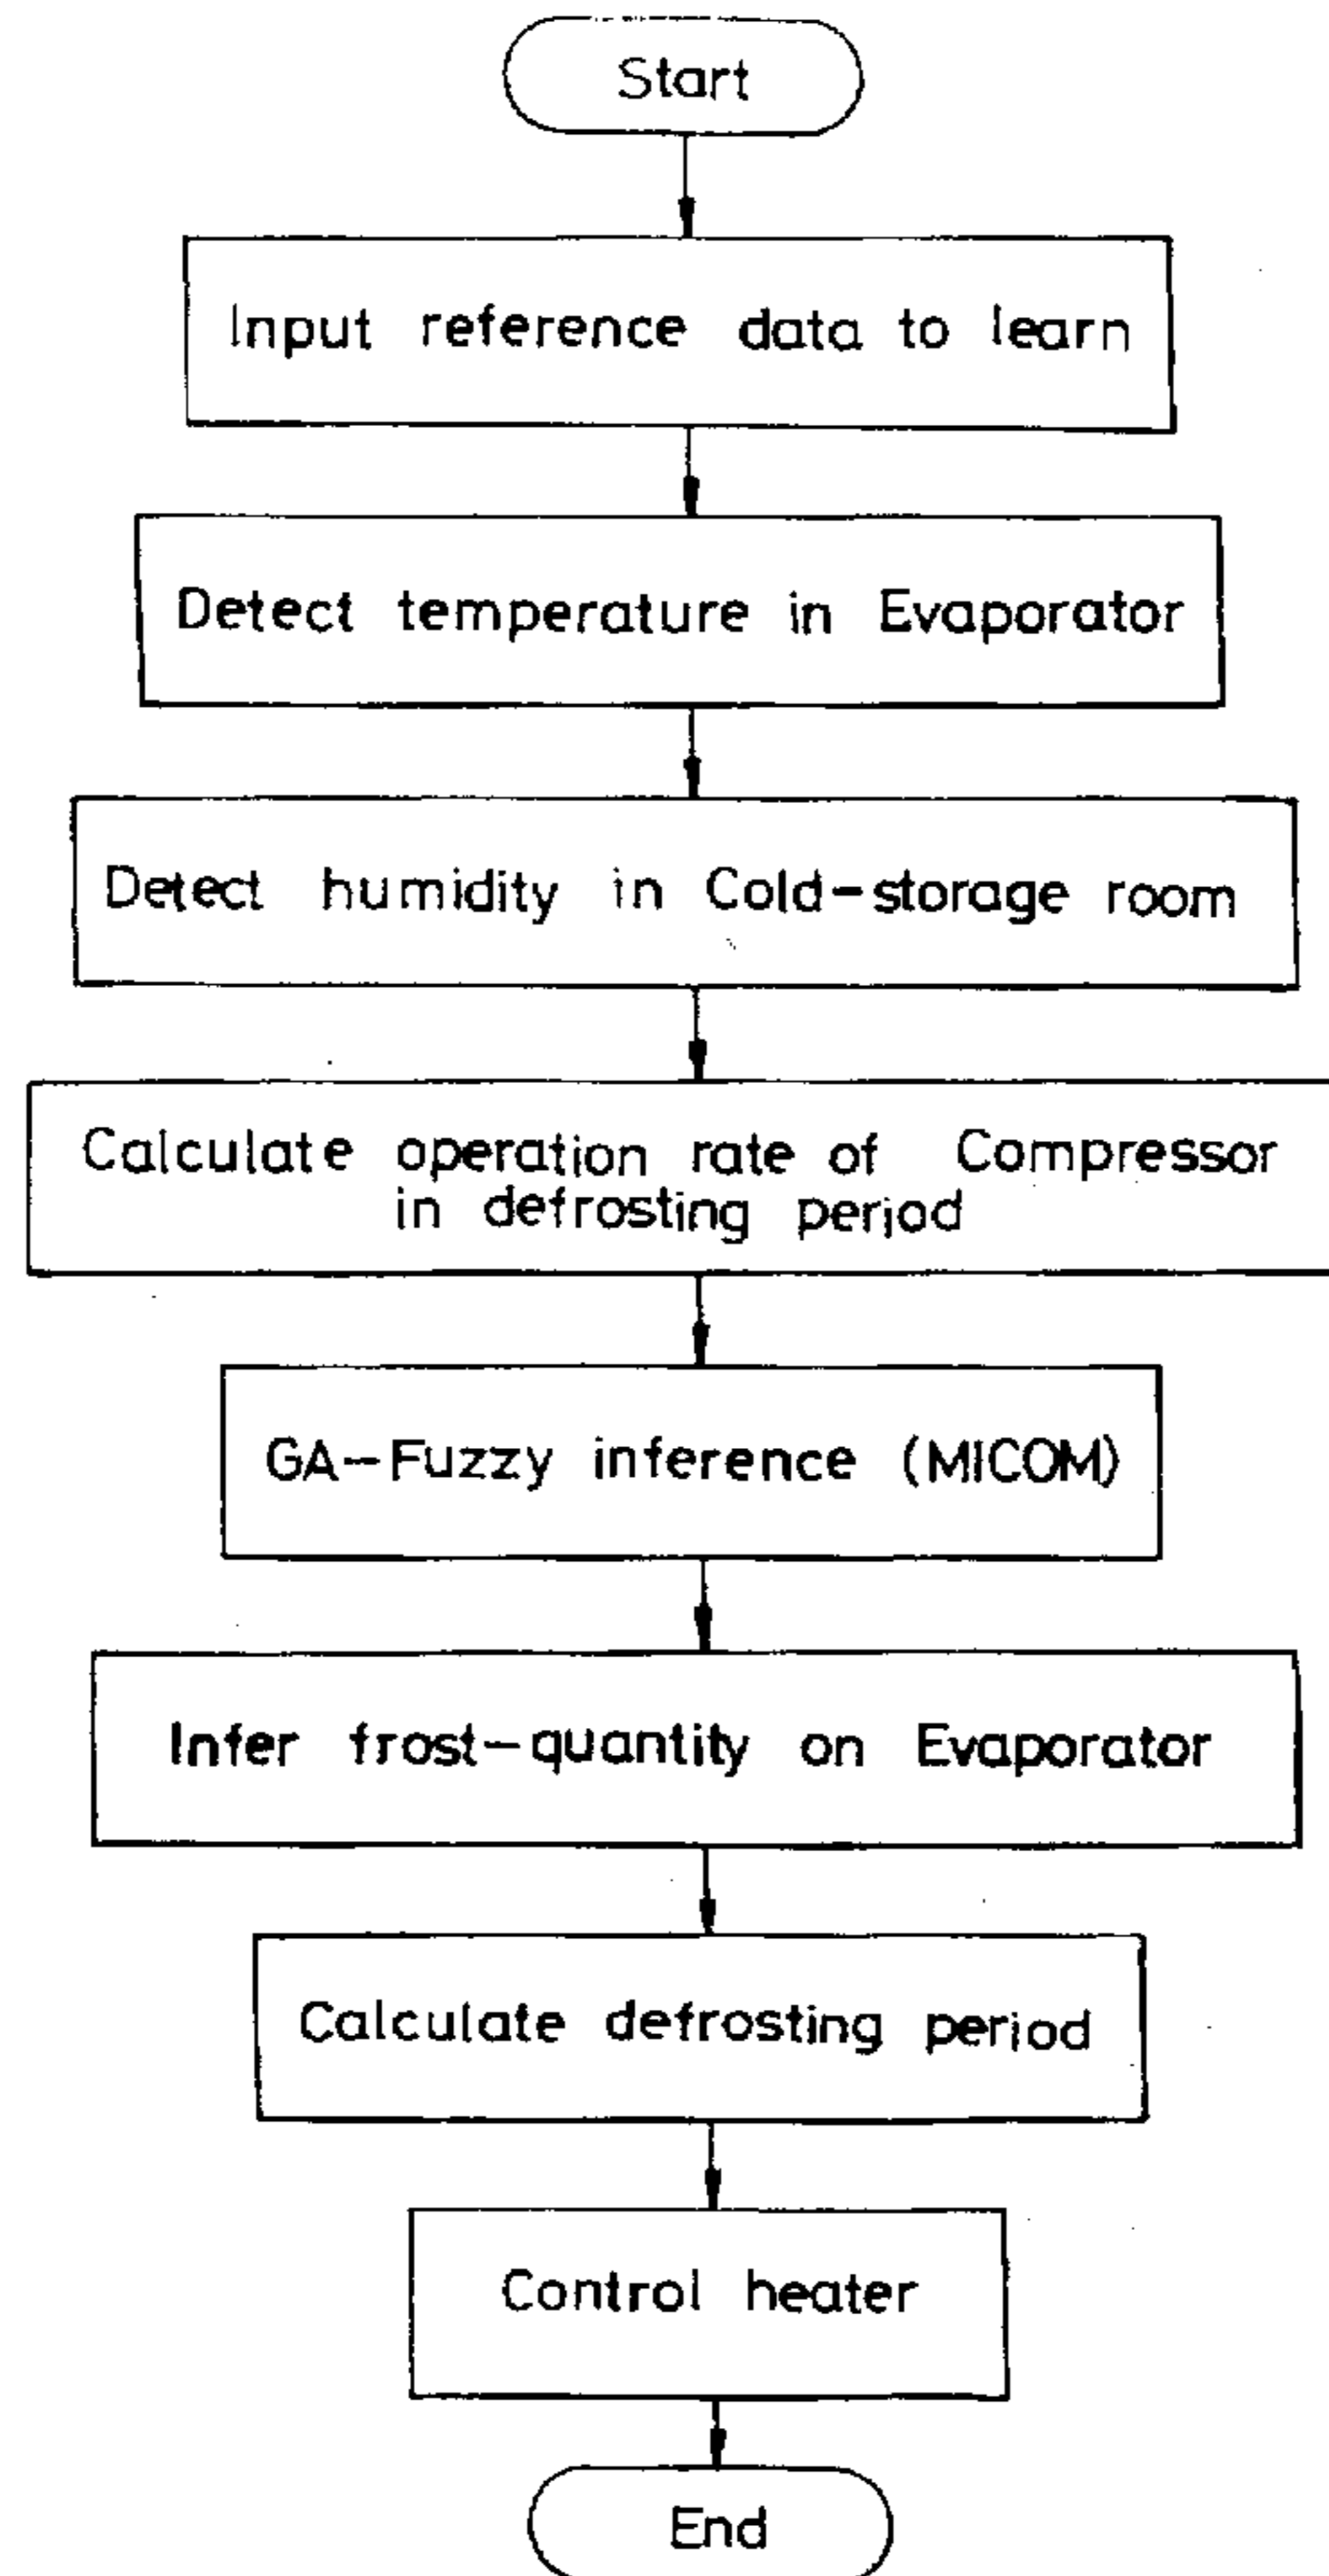 Start
Input reference data to learn
Detect temperature in Evaporator
Detect humidity in Cold-storage room
Calculate operation rate of Compressor
in defrosting period
GA-Fuzzy inference (MICOM)
Infer frost-quantity on Evaporator
Calculate defrosting period
Control heater
End